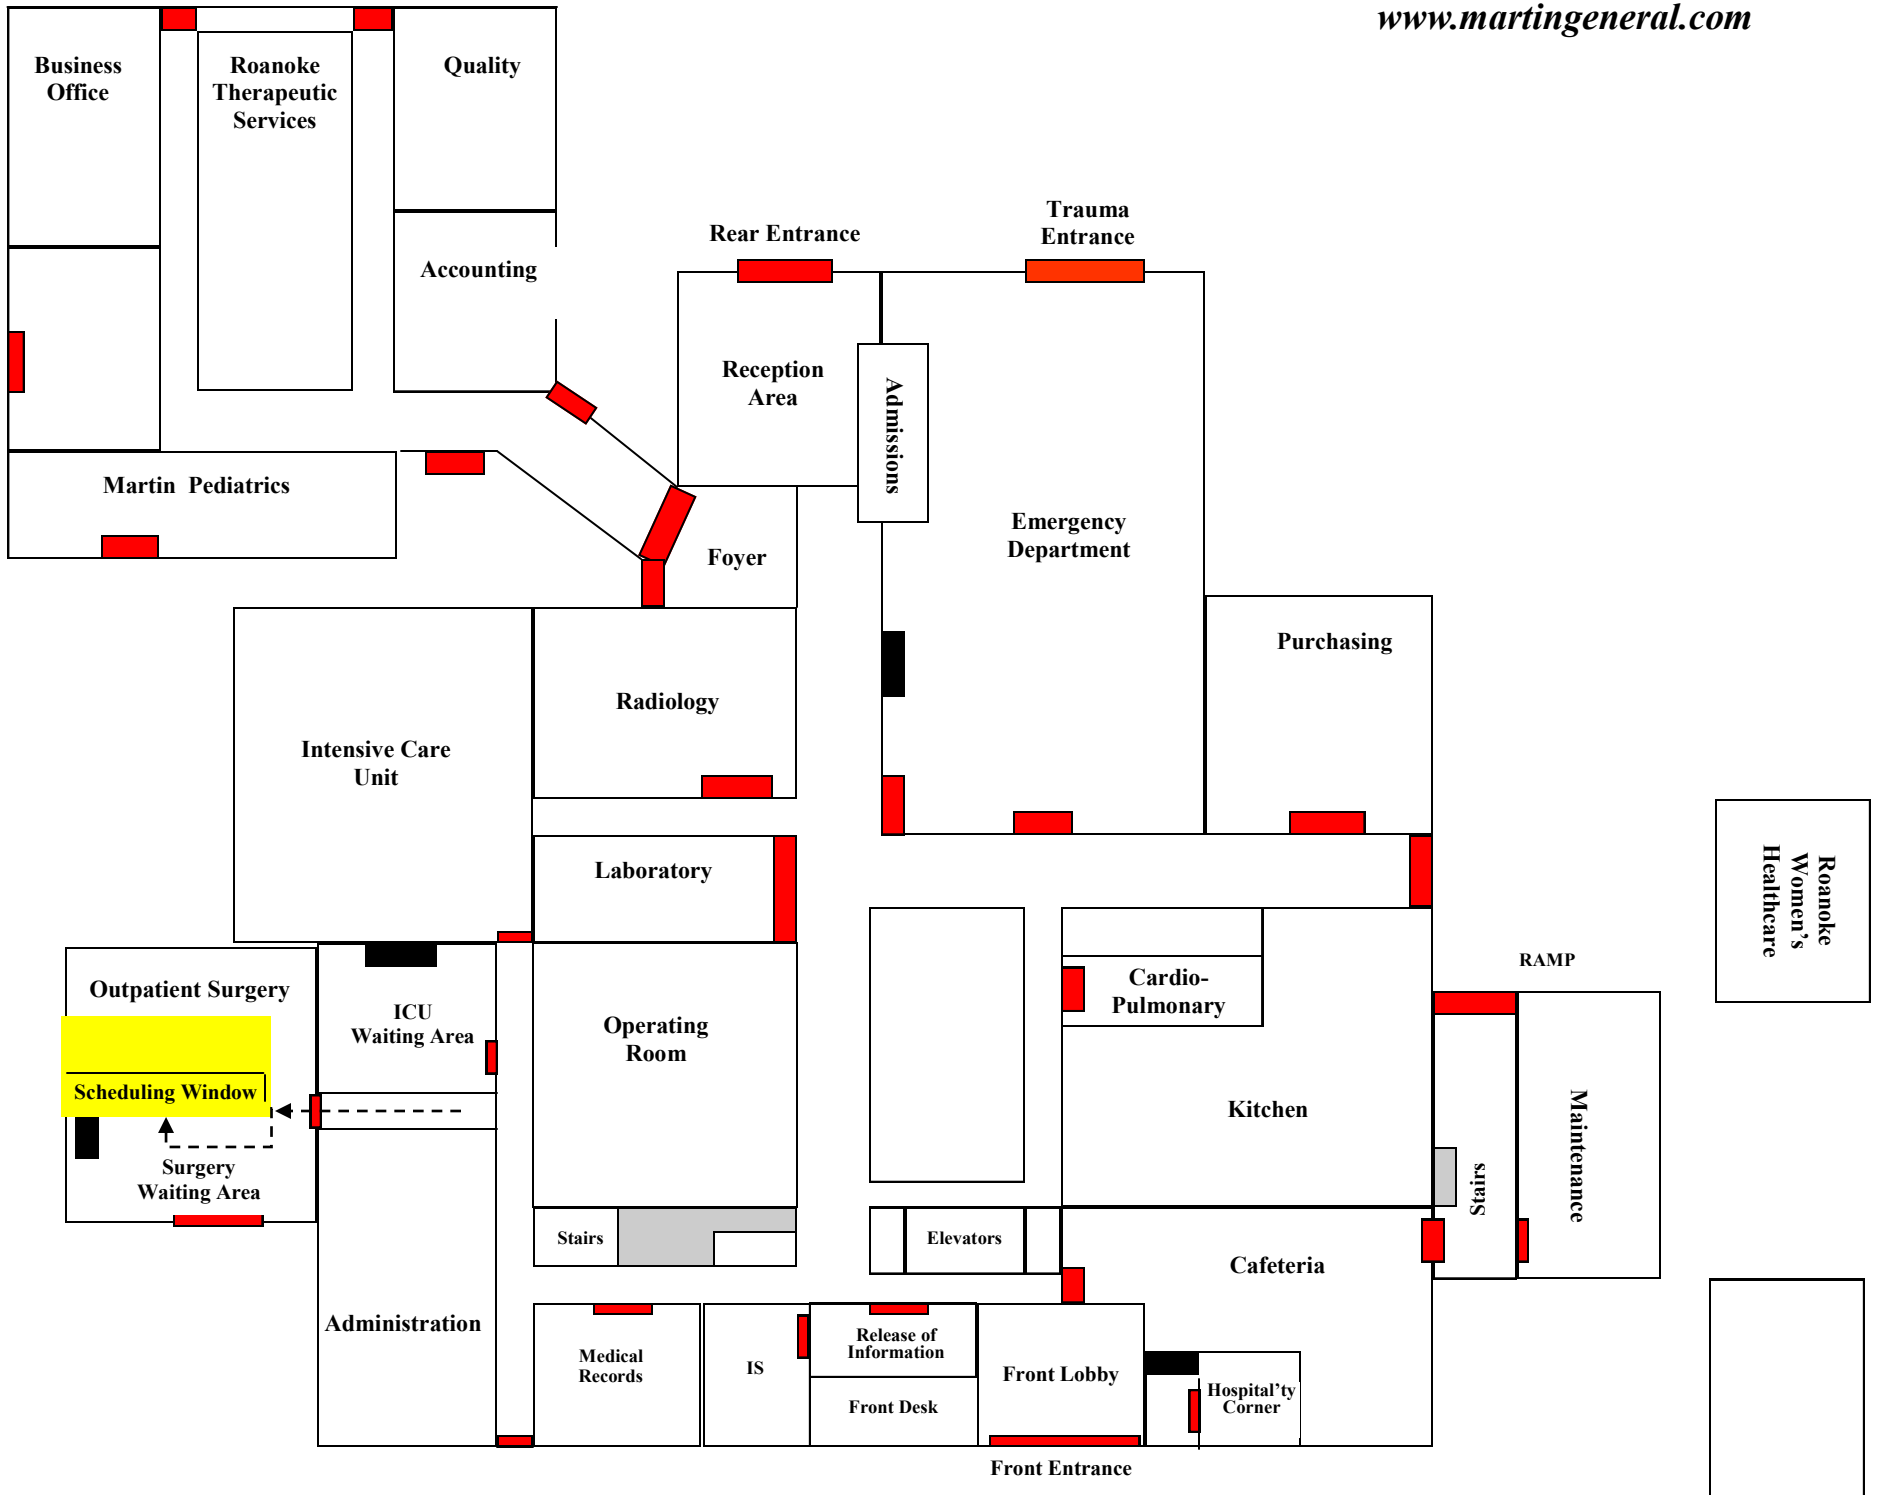 www.martingeneral.com
Business
Office
Roanoke
Therapeutic
Services
Quality
Accounting
Rear Entrance
Trauma
Entrance
Reception
Area
Admissions
Martin Pediatrics
Foyer
Emergency
Department
Purchasing
Radiology
Intensive Care
Unit
Laboratory
Roanoke
Women's
Healthcare
RAMP
Outpatient Surgery
ICU
Waiting Area
Operating
Room
Cardio-
Pulmonary
Scheduling Window
Kitchen
Maintenance
Stairs
Surgery
Waiting Area
Stairs
Elevators
Cafeteria
Administration
Medical
Records
IS
Release of
Information
Front Desk
Front Lobby
Hospital'ty
Corner
Front Entrance